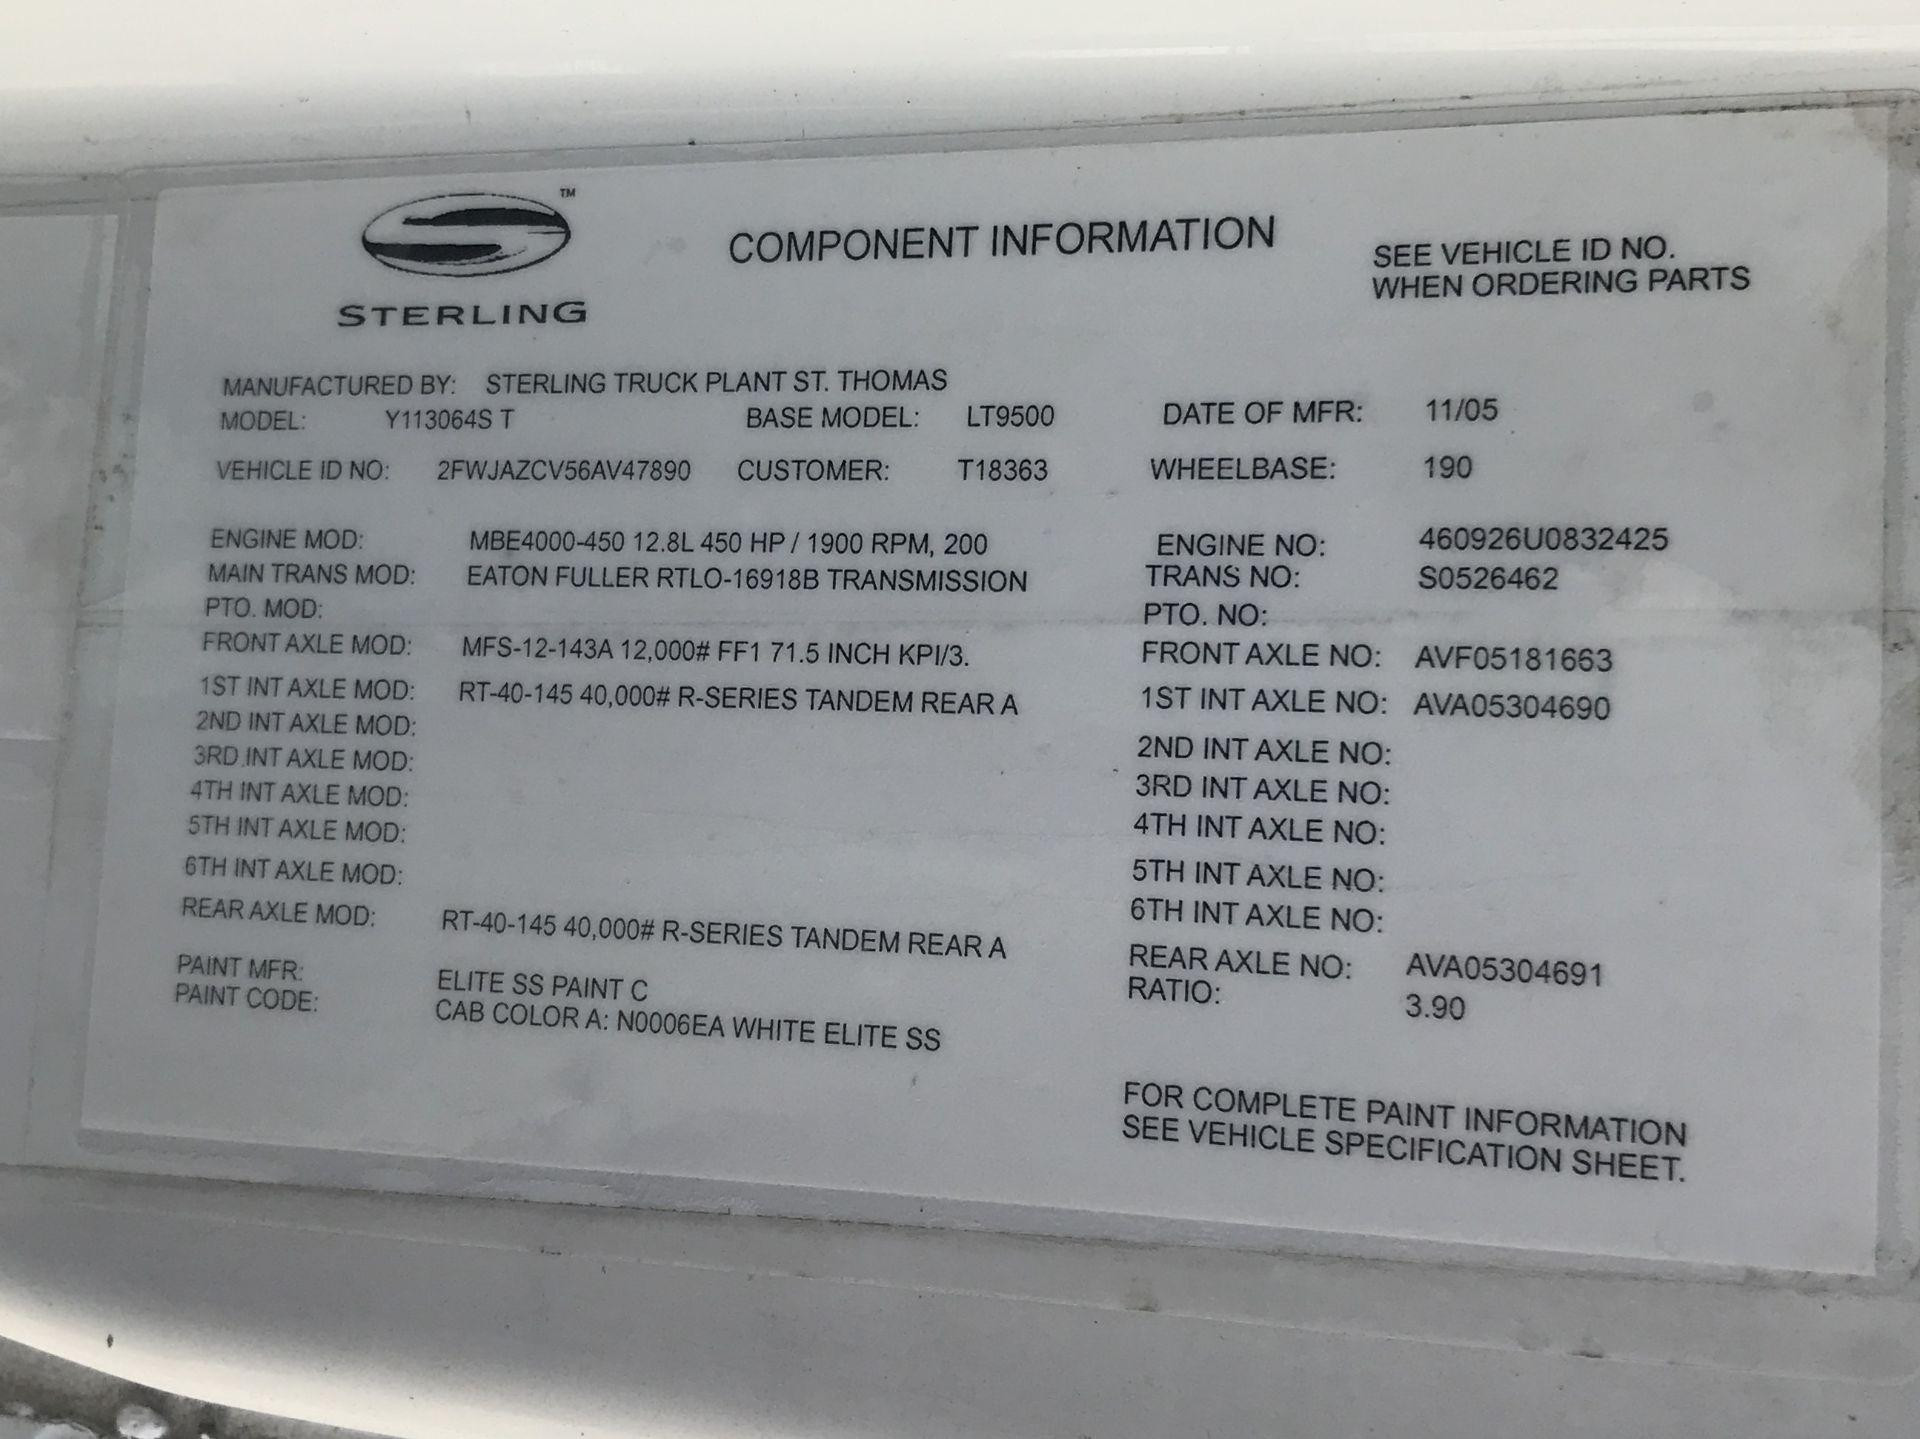 ™
STERLING
COMPONENT INFORMATION
SEE VEHICLE ID NO.
WHEN ORDERING PARTS
MANUFACTURED BY: STERLING TRUCK PLANT ST. THOMAS
MODEL: Y113064S T BASE MODEL: LT9500 DATE OF MFR: 11/05
VEHICLE ID NO: 2FWJAZCV56AV47890 CUSTOMER: T18363 WHEELBASE: 190
ENGINE MOD: MBE4000-450 12.8L 450 HP / 1900 RPM, 200 ENGINE NO: 460926U0832425
MAIN TRANS MOD: EATON FULLER RTLO-16918B TRANSMISSION TRANS NO: S0526462
PTO. MOD: PTO. NO:
FRONT AXLE MOD: MFS-12-143A 12,000# FF1 71.5 INCH KPI/3. FRONT AXLE NO: AVF05181663
1ST INT AXLE MOD: RT-40-145 40,000# R-SERIES TANDEM REAR A 1ST INT AXLE NO: AVA05304690
2ND INT AXLE MOD: 2ND INT AXLE NO:
3RD INT AXLE MOD: 3RD INT AXLE NO:
4TH INT AXLE MOD: 4TH INT AXLE NO:
5TH INT AXLE MOD: 5TH INT AXLE NO:
6TH INT AXLE MOD: 6TH INT AXLE NO:
REAR AXLE MOD: RT-40-145 40,000# R-SERIES TANDEM REAR A REAR AXLE NO: AVA05304691
PAINT MFR: ELITE SS PAINT C RATIO: 3.90
PAINT CODE: CAB COLOR A: N0006EA WHITE ELITE SS
FOR COMPLETE PAINT INFORMATION
SEE VEHICLE SPECIFICATION SHEET.